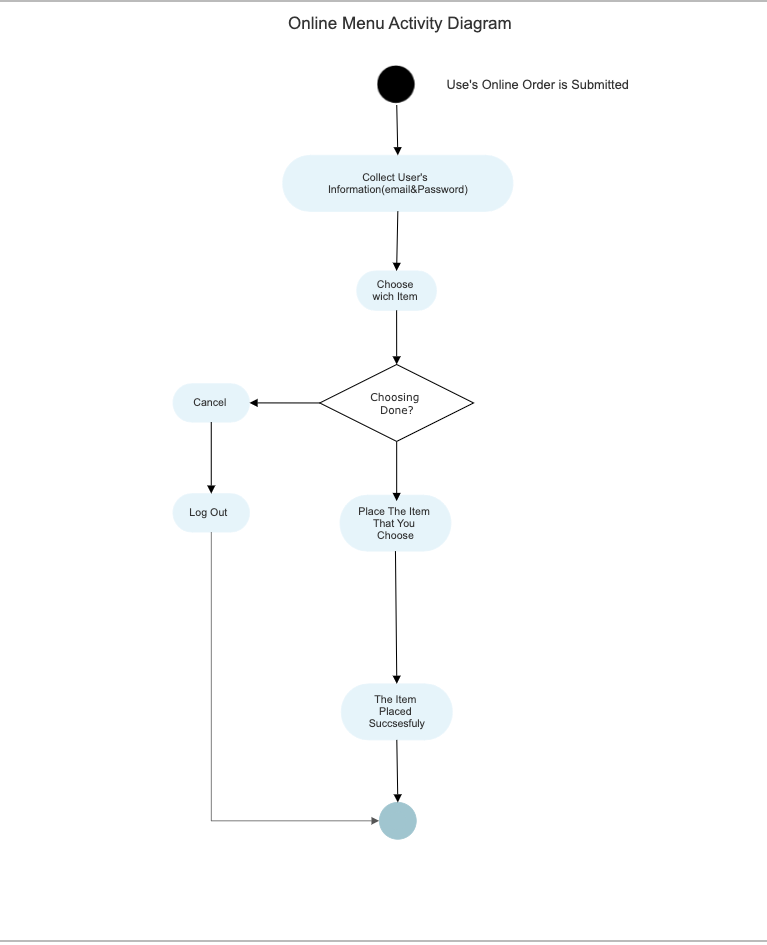 Online Menu Activity Diagram
Use's Online Order is Submitted
Collect User's
Information(email&Password)
Choose
wich Item
Choosing
Done?
Cancel
Log Out
Place The Item
That You
Choose
The Item
Placed
Succsesfuly